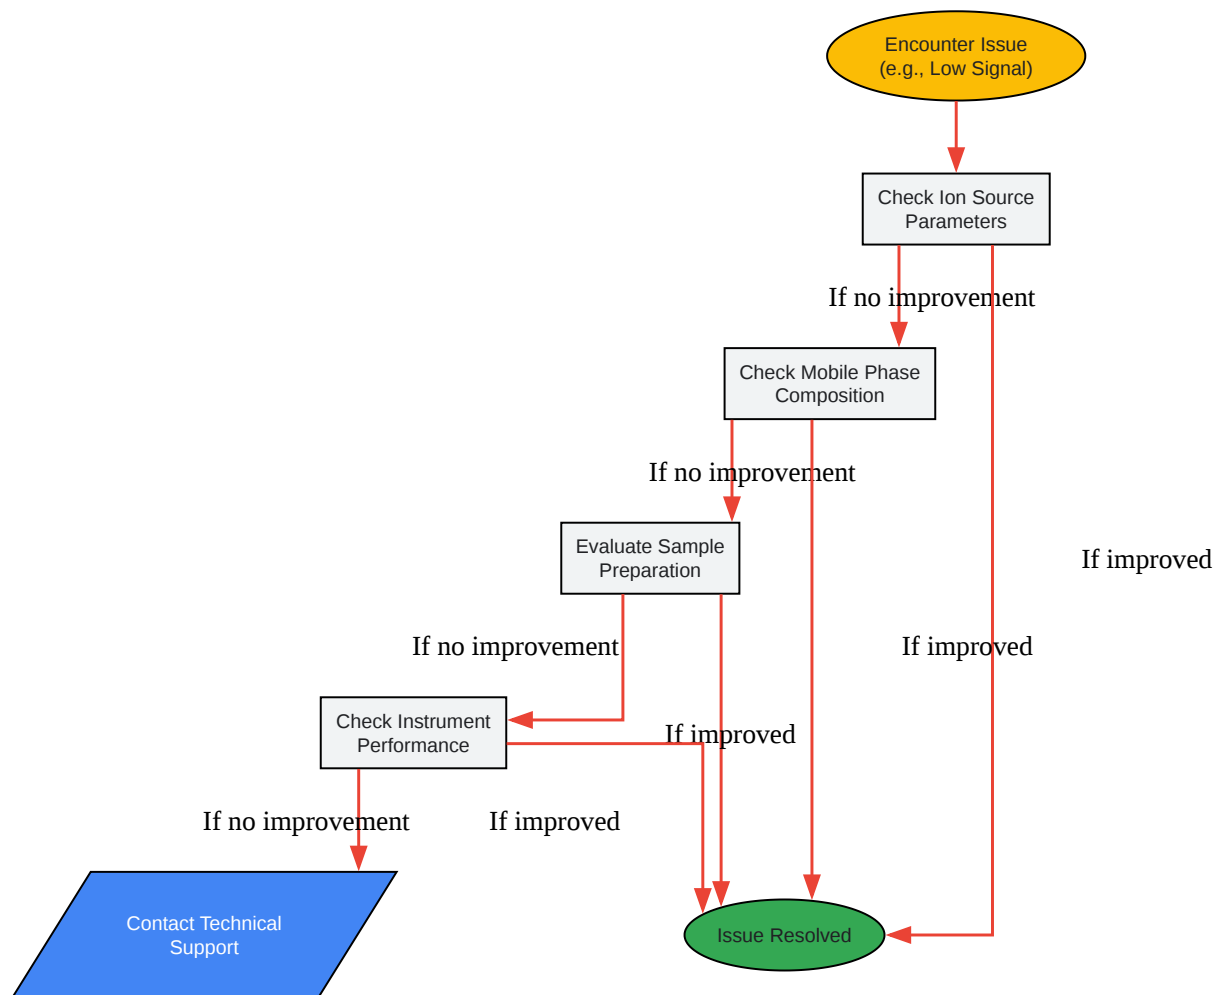 Encounter Issue
(e.g., Low Signal)
Check Ion Source
Parameters
If no improvement
Check Mobile Phase
Composition
If no improvement
Evaluate Sample
Preparation
If improved
If no improvement
If improved
Check Instrument
Performance
If improved
If no improvement
If improved
Contact Technical
Support
Issue Resolved